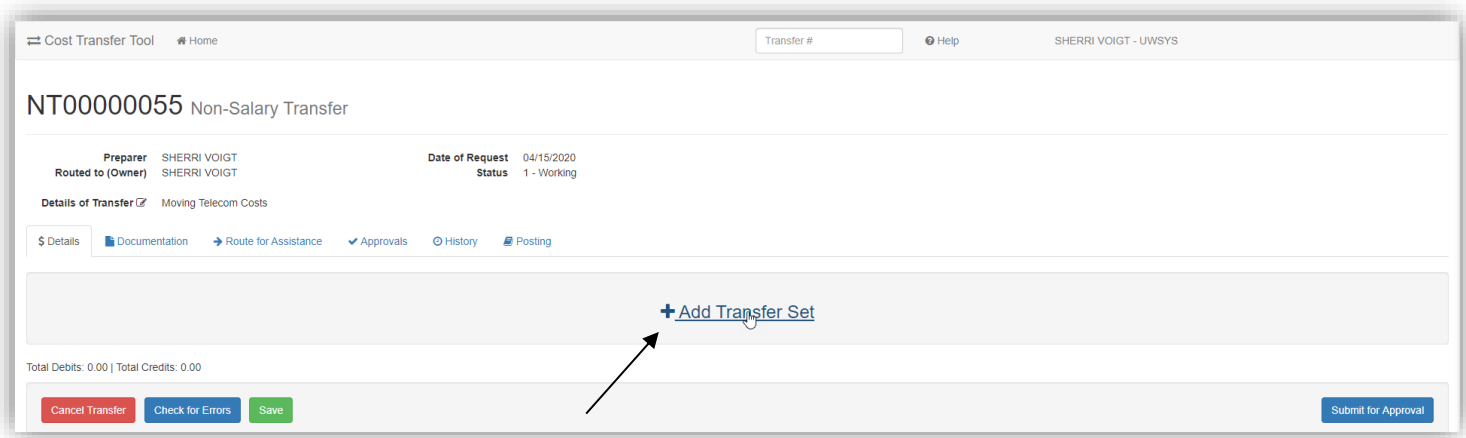 Cost Transfer Tool Home Transfer # Help SHERRI VOIGT - UWSYS
NT00000055 Non-Salary Transfer
Preparer SHERRI VOIGT Date of Request 04/15/2020
Routed to (Owner) SHERRI VOIGT Status 1 - Working
Details of Transfer Moving Telecom Costs
$ Details Documentation Route for Assistance Approvals History Posting
Add Transfer Set
Total Debits: 0.00 | Total Credits: 0.00
Cancel Transfer Check for Errors Save Submit for Approval